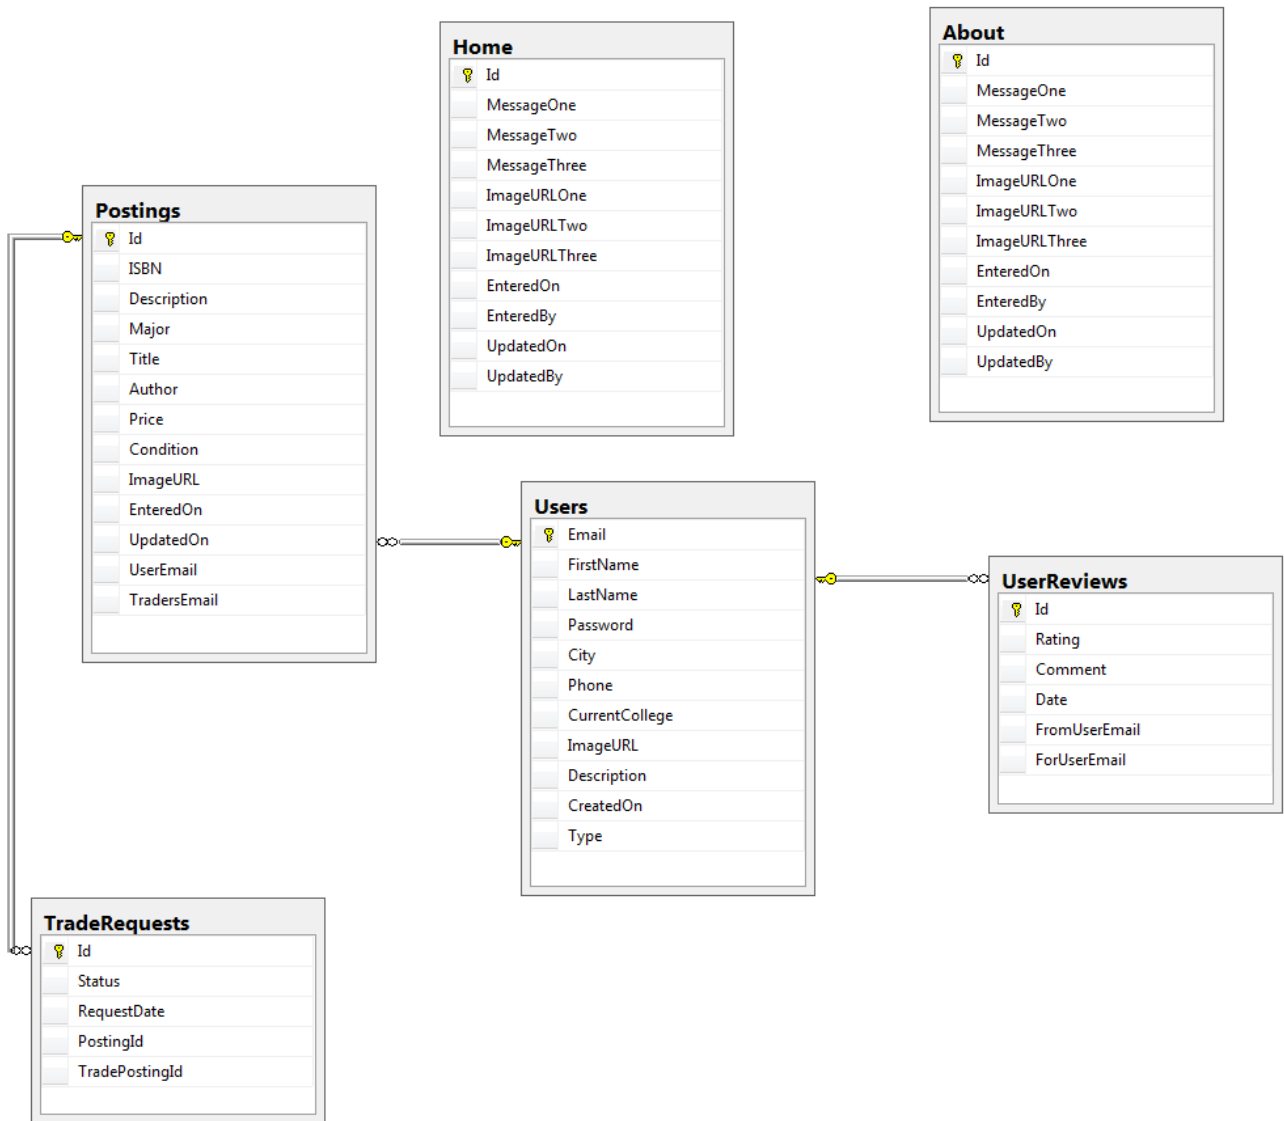 Home
Id
MessageOne
MessageTwo
MessageThree
ImageURLOne
ImageURLTwo
ImageURLThree
EnteredOn
EnteredBy
UpdatedOn
UpdatedBy
About
Id
MessageOne
MessageTwo
MessageThree
ImageURLOne
ImageURLTwo
ImageURLThree
EnteredOn
EnteredBy
UpdatedOn
UpdatedBy
Postings
Id
ISBN
Description
Major
Title
Author
Price
Condition
ImageURL
EnteredOn
UpdatedOn
UserEmail
TradersEmail
Users
Email
FirstName
LastName
Password
City
Phone
CurrentCollege
ImageURL
Description
CreatedOn
Type
UserReviews
Id
Rating
Comment
Date
FromUserEmail
ForUserEmail
TradeRequests
Id
Status
RequestDate
PostingId
TradePostingId